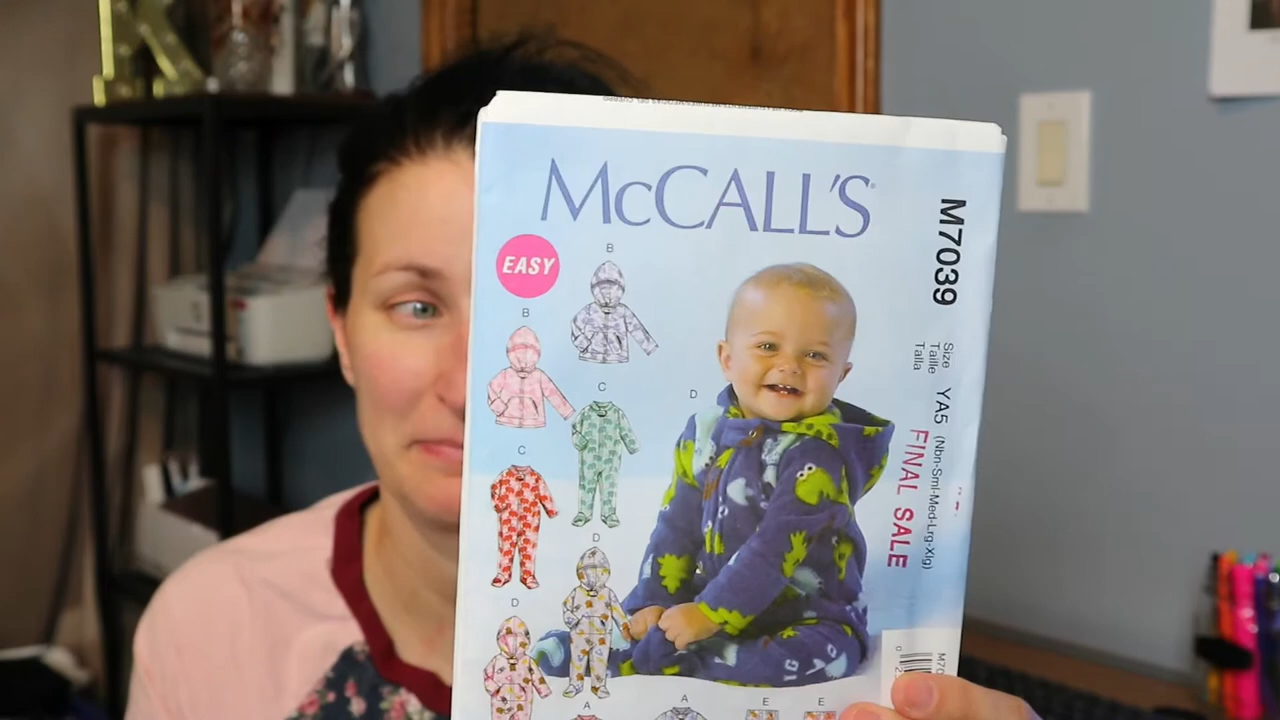 McCALL'S
EASY
B
B
C
C
D
D
D
A
A
E
E
M7039
Size
Taille
Talla
YA5 (Nbn-Sml-Med-Lrg-Xlg)
FINAL SALE
K